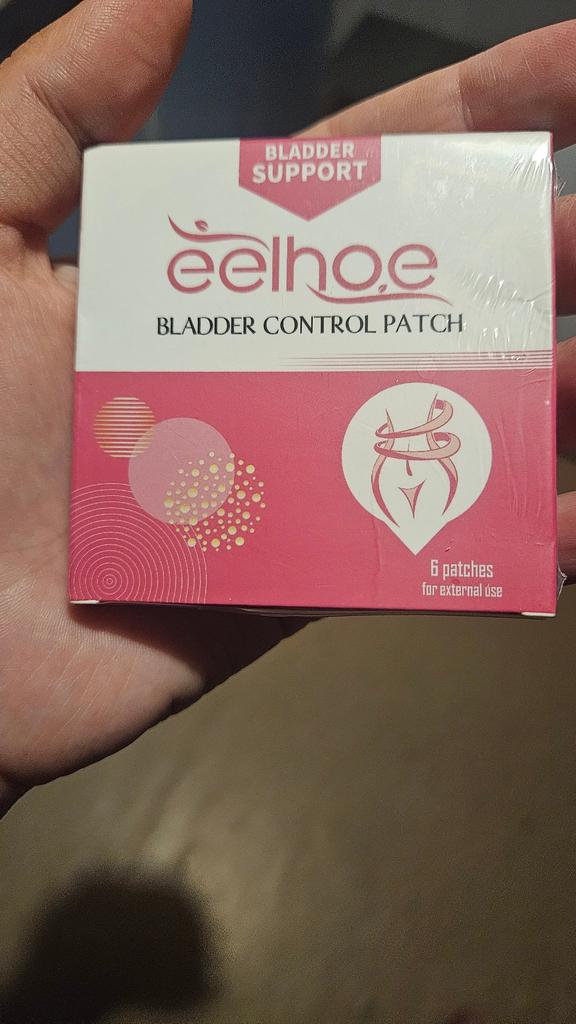 BLADDER
SUPPORT
eelhoe
BLADDER CONTROL PATCH
6 patches
for external use